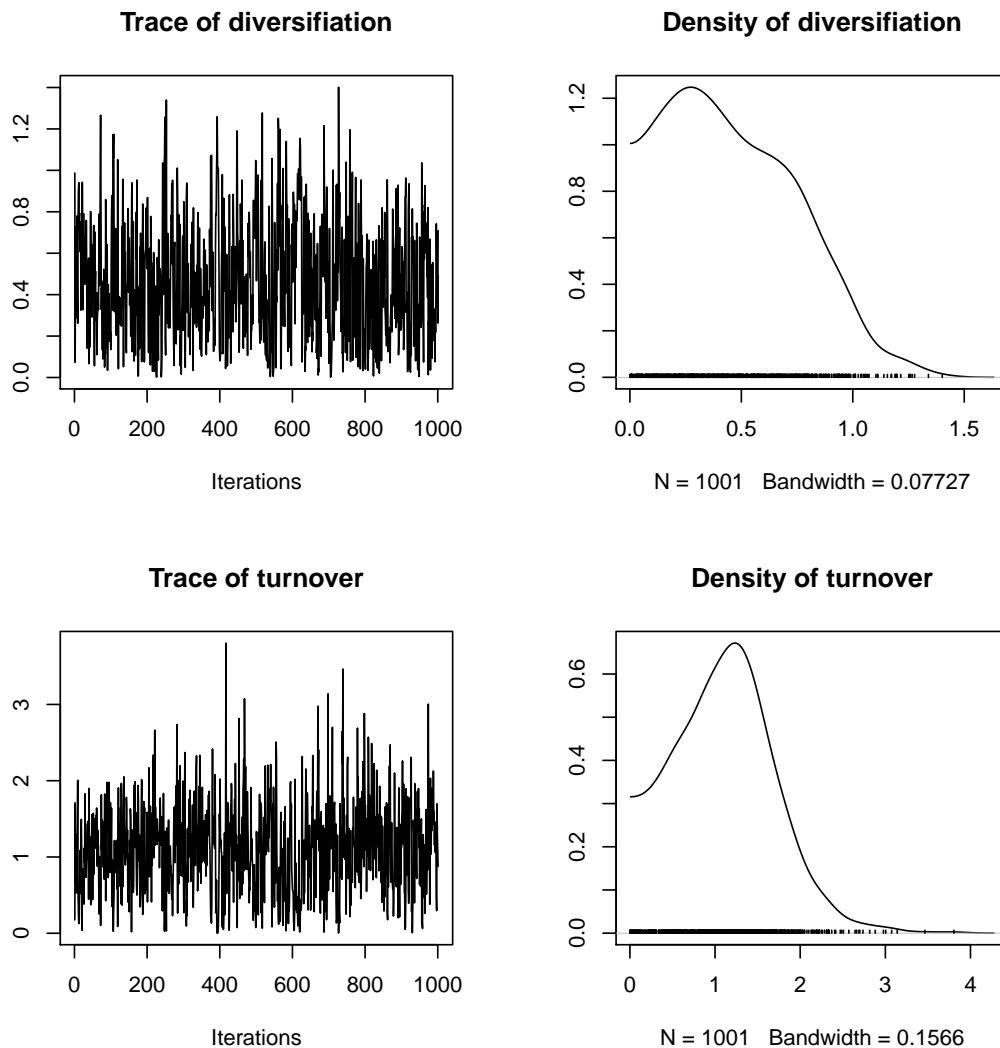 Trace of diversifiation
Density of diversifiation
0.0 0.4 0.8 1.2
0 200 400 600 800 1000
Iterations
0.0 0.4 0.8 1.2
0.0 0.5 1.0 1.5
N = 1001 Bandwidth = 0.07727
Trace of turnover
Density of turnover
0 1 2 3
0 200 400 600 800 1000
Iterations
0.0 0.2 0.4 0.6
0 1 2 3 4
N = 1001 Bandwidth = 0.1566